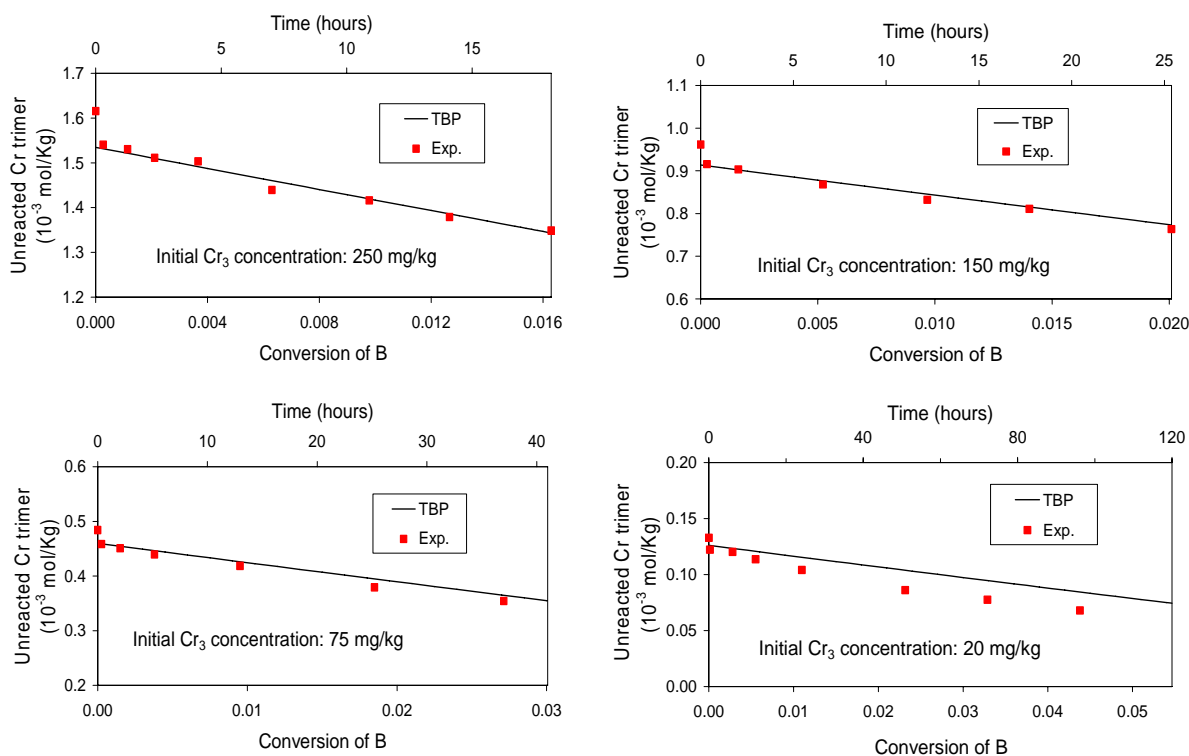 Time (hours)
0 5 10 15
1.7
1.6
1.5
1.4
1.3
1.2
Unreacted Cr trimer
(10⁻³ mol/Kg)
TBP
Exp.
Initial Cr₃ concentration: 250 mg/kg
0.000 0.004 0.008 0.012 0.016
Conversion of B
Time (hours)
0 5 10 15 20 25
1.1
1.0
0.9
0.8
0.7
0.6
Unreacted Cr trimer
(10⁻³ mol/Kg)
TBP
Exp.
Initial Cr₃ concentration: 150 mg/kg
0.000 0.005 0.010 0.015 0.020
Conversion of B
Time (hours)
0 10 20 30 40
0.6
0.5
0.4
0.3
0.2
Unreacted Cr trimer
(10⁻³ mol/Kg)
TBP
Exp.
Initial Cr₃ concentration: 75 mg/kg
0.00 0.01 0.02 0.03
Conversion of B
Time (hours)
0 40 80 120
0.20
0.15
0.10
0.05
0.00
Unreacted Cr trimer
(10⁻³ mol/Kg)
TBP
Exp.
Initial Cr₃ concentration: 20 mg/kg
0.00 0.01 0.02 0.03 0.04 0.05
Conversion of B